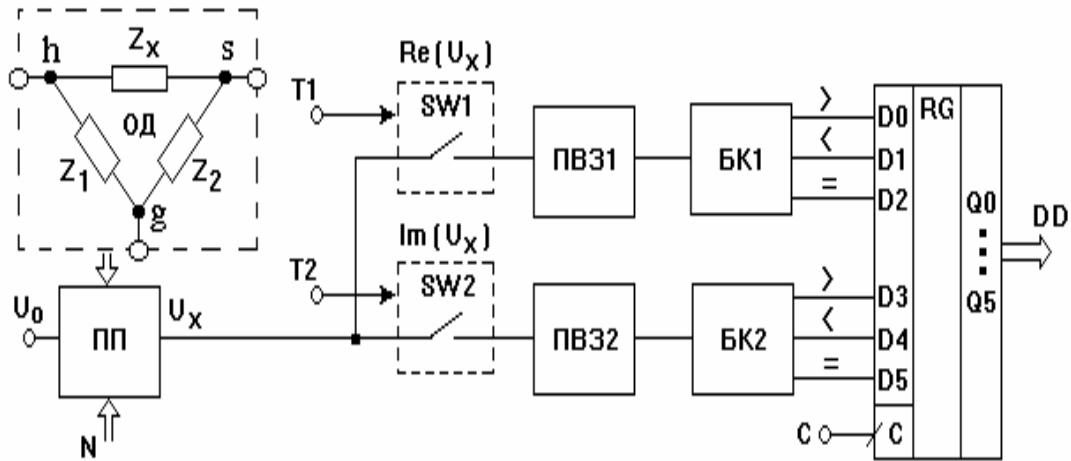 h
Z_X
s
ОД
Z_1
Z_2
g
U_0
ПП
U_X
N
Re(U_X)
T1
SW1
ПВЗ1
БК1
>
<
=
Im(U_X)
T2
SW2
ПВЗ2
БК2
>
<
=
D0
D1
D2
D3
D4
D5
C
C
RG
Q0
Q5
DD